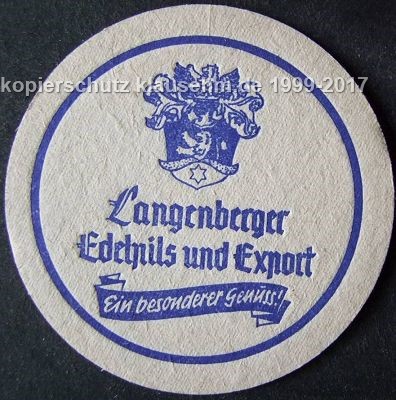 kopierschutz klausehm.de 1999-2017
Langenberger
Edelpils und Export
Ein besonderer Genuss!